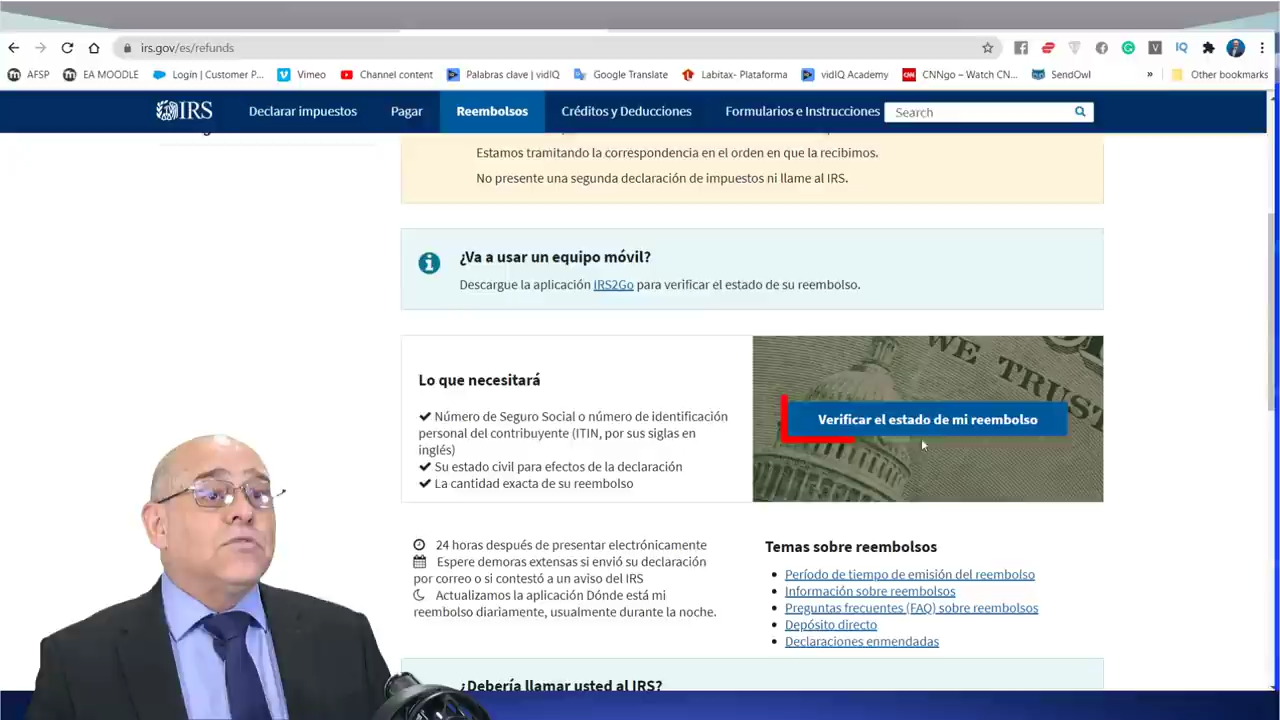 irs.gov/es/refunds
AFSP
EA MOODLE
Login | Customer P...
Vimeo
Channel content
Palabras clave | vidIQ
Google Translate
Labitax- Plataforma
vidIQ Academy
CNNgo – Watch CN...
SendOwl
»
Other bookmarks
IRS
Declarar impuestos
Pagar
Reembolsos
Créditos y Deducciones
Formularios e Instrucciones
Search
Estamos tramitando la correspondencia en el orden en que la recibimos.
No presente una segunda declaración de impuestos ni llame al IRS.
¿Va a usar un equipo móvil?
Descargue la aplicación IRS2Go para verificar el estado de su reembolso.
Lo que necesitará
Número de Seguro Social o número de identificación
personal del contribuyente (ITIN, por sus siglas en
inglés)
Su estado civil para efectos de la declaración
La cantidad exacta de su reembolso
WE TRUST
Verificar el estado de mi reembolso
24 horas después de presentar electrónicamente
Espere demoras extensas si envió su declaración
por correo o si contestó a un aviso del IRS
Actualizamos la aplicación Dónde está mi
reembolso diariamente, usualmente durante la noche.
Temas sobre reembolsos
Período de tiempo de emisión del reembolso
Información sobre reembolsos
Preguntas frecuentes (FAQ) sobre reembolsos
Depósito directo
Declaraciones enmendadas
¿Debería llamar usted al IRS?